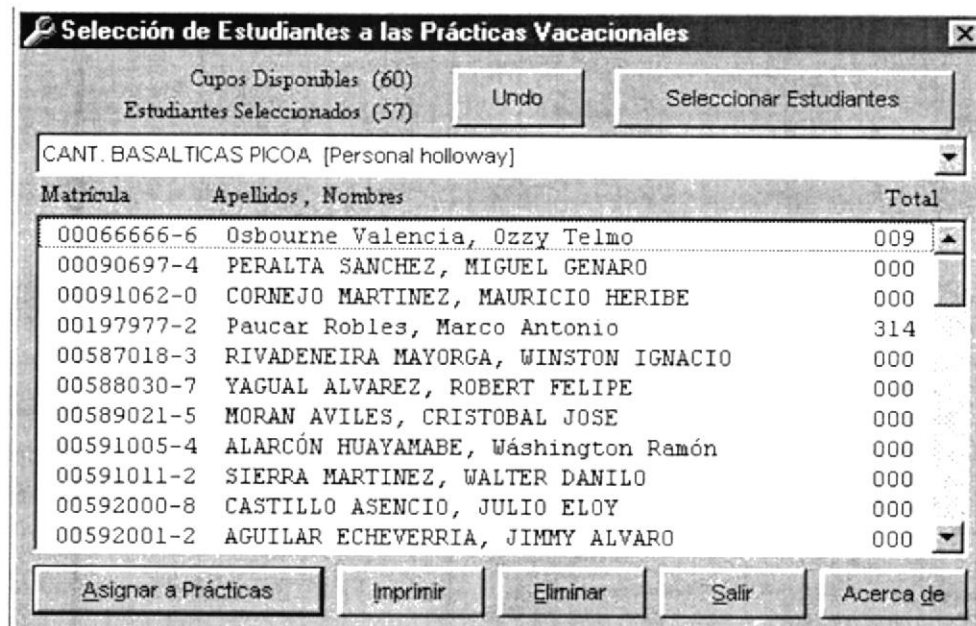 Selección de Estudiantes a las Prácticas Vacacionales
Cupos Disponibles (60)
Estudiantes Seleccionados (57)
Undo
Seleccionar Estudiantes
CANT. BASALTICAS PICOA [Personal holloway]
Matrícula Apellidos, Nombres Total
00066666-6 Osbourne Valencia, Ozzy Telmo 009
00090697-4 PERALTA SANCHEZ, MIGUEL GENARO 000
00091062-0 CORNEJO MARTINEZ, MAURICIO HERIBE 000
00197977-2 Paucar Robles, Marco Antonio 314
00587018-3 RIVADENEIRA MAYORGA, WINSTON IGNACIO 000
00588030-7 YAGUAL ALVAREZ, ROBERT FELIPE 000
00589021-5 MORAN AVILES, CRISTOBAL JOSE 000
00591005-4 ALARCÓN HUAYAMABE, Wáshington Ramón 000
00591011-2 SIERRA MARTINEZ, WALTER DANILO 000
00592000-8 CASTILLO ASENCIO, JULIO ELOY 000
00592001-2 AGUILAR ECHEVERRIA, JIMMY ALVARO 000
Asignar a Prácticas Imprimir Eliminar Salir Acerca de